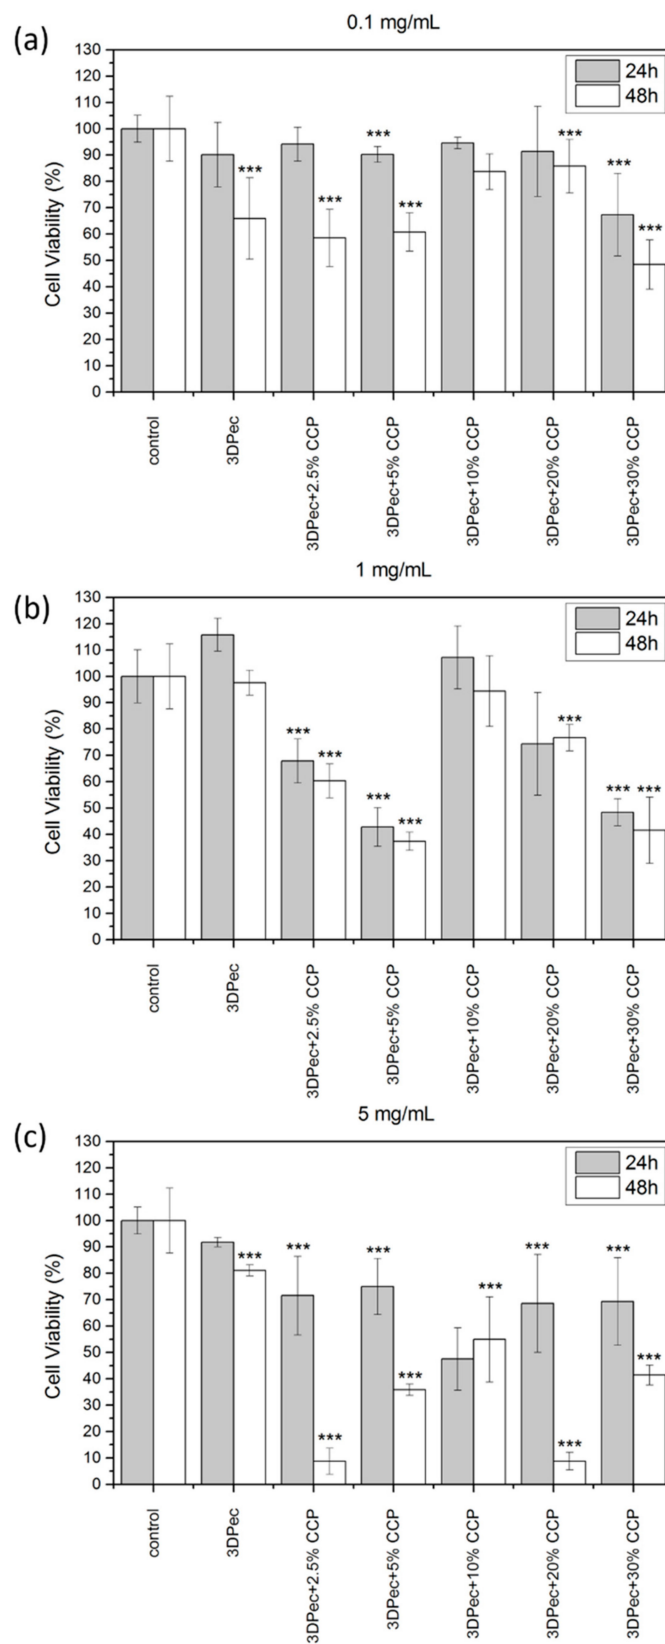 (a)
0.1 mg/mL
24h
48h
Cell Viability (%)
130
120
110
100
90
80
70
60
50
40
30
20
10
0
***
***
***
***
***
***
***
control
3DPec
3DPec+2.5% CCP
3DPec+5% CCP
3DPec+10% CCP
3DPec+20% CCP
3DPec+30% CCP
(b)
1 mg/mL
24h
48h
Cell Viability (%)
130
120
110
100
90
80
70
60
50
40
30
20
10
0
***
***
***
***
***
***
***
control
3DPec
3DPec+2.5% CCP
3DPec+5% CCP
3DPec+10% CCP
3DPec+20% CCP
3DPec+30% CCP
(c)
5 mg/mL
24h
48h
Cell Viability (%)
130
120
110
100
90
80
70
60
50
40
30
20
10
0
***
***
***
***
***
***
***
***
***
***
control
3DPec
3DPec+2.5% CCP
3DPec+5% CCP
3DPec+10% CCP
3DPec+20% CCP
3DPec+30% CCP